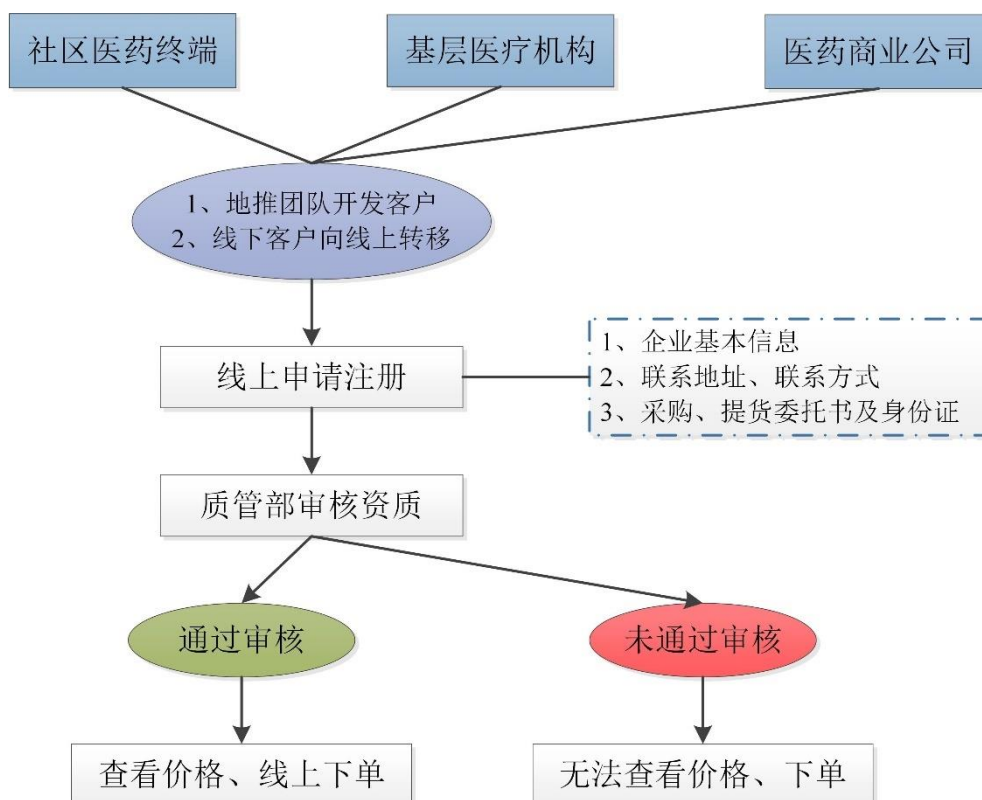 社区医药终端
基层医疗机构
医药商业公司
1、地推团队开发客户
2、线下客户向线上转移
线上申请注册
1、企业基本信息
2、联系地址、联系方式
3、采购、提货委托书及身份证
质管部审核资质
通过审核
未通过审核
查看价格、线上下单
无法查看价格、下单